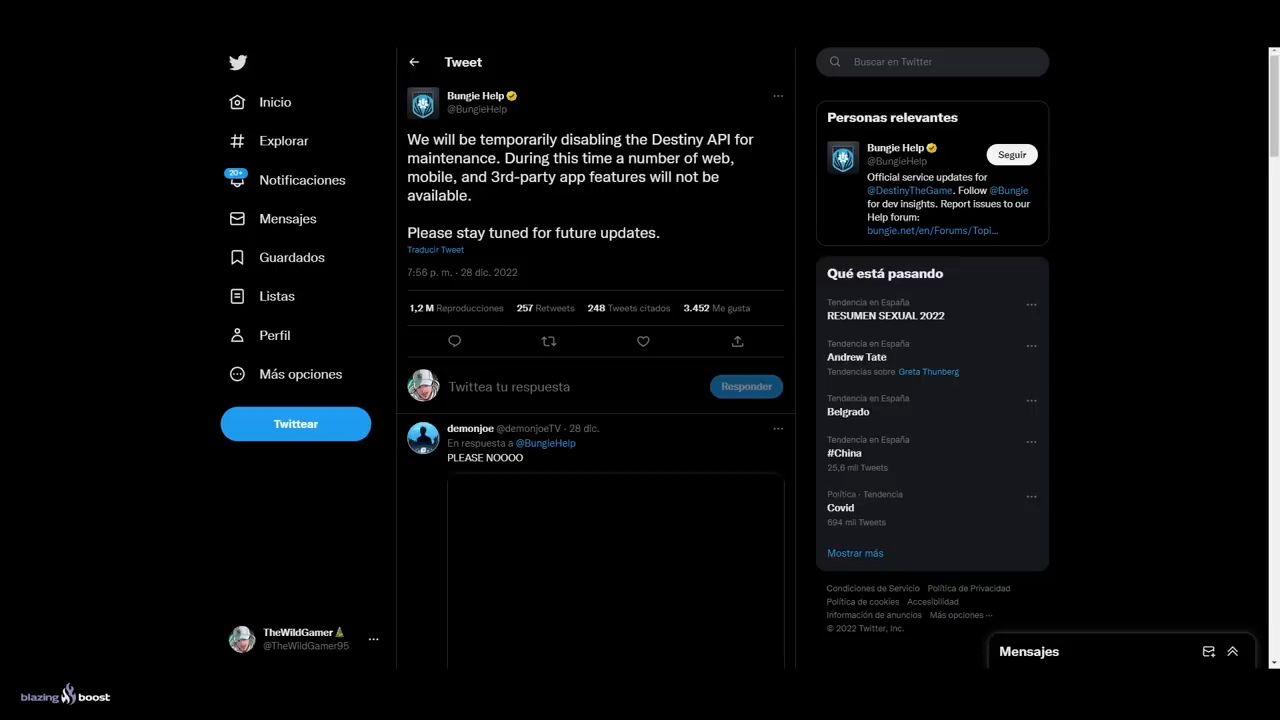 Inicio
Explorar
20+
Notificaciones
Mensajes
Guardados
Listas
Perfil
Más opciones
Twittear
TheWildGamer
@TheWildGamer95
Tweet
Bungie Help
@BungieHelp
We will be temporarily disabling the Destiny API for
maintenance. During this time a number of web,
mobile, and 3rd-party app features will not be
available.
Please stay tuned for future updates.
Traducir Tweet
7:56 p. m. · 28 dic. 2022
1,2 M Reproducciones 257 Retweets 248 Tweets citados 3.452 Me gusta
Twittea tu respuesta
Responder
demonjoe @demonjoeTV · 28 dic.
En respuesta a @BungieHelp
PLEASE NOOOO
Buscar en Twitter
Personas relevantes
Bungie Help
@BungieHelp
Seguir
Official service updates for
@DestinyTheGame. Follow @Bungie
for dev insights. Report issues to our
Help forum:
bungie.net/en/Forums/Topi...
Qué está pasando
Tendencia en España
RESUMEN SEXUAL 2022
Tendencia en España
Andrew Tate
Tendencias sobre Greta Thunberg
Tendencia en España
Belgrado
Tendencia en España
#China
25,6 mil Tweets
Política · Tendencia
Covid
694 mil Tweets
Mostrar más
Condiciones de Servicio Política de Privacidad
Política de cookies Accesibilidad
Información de anuncios Más opciones ···
© 2022 Twitter, Inc.
Mensajes
blazing boost